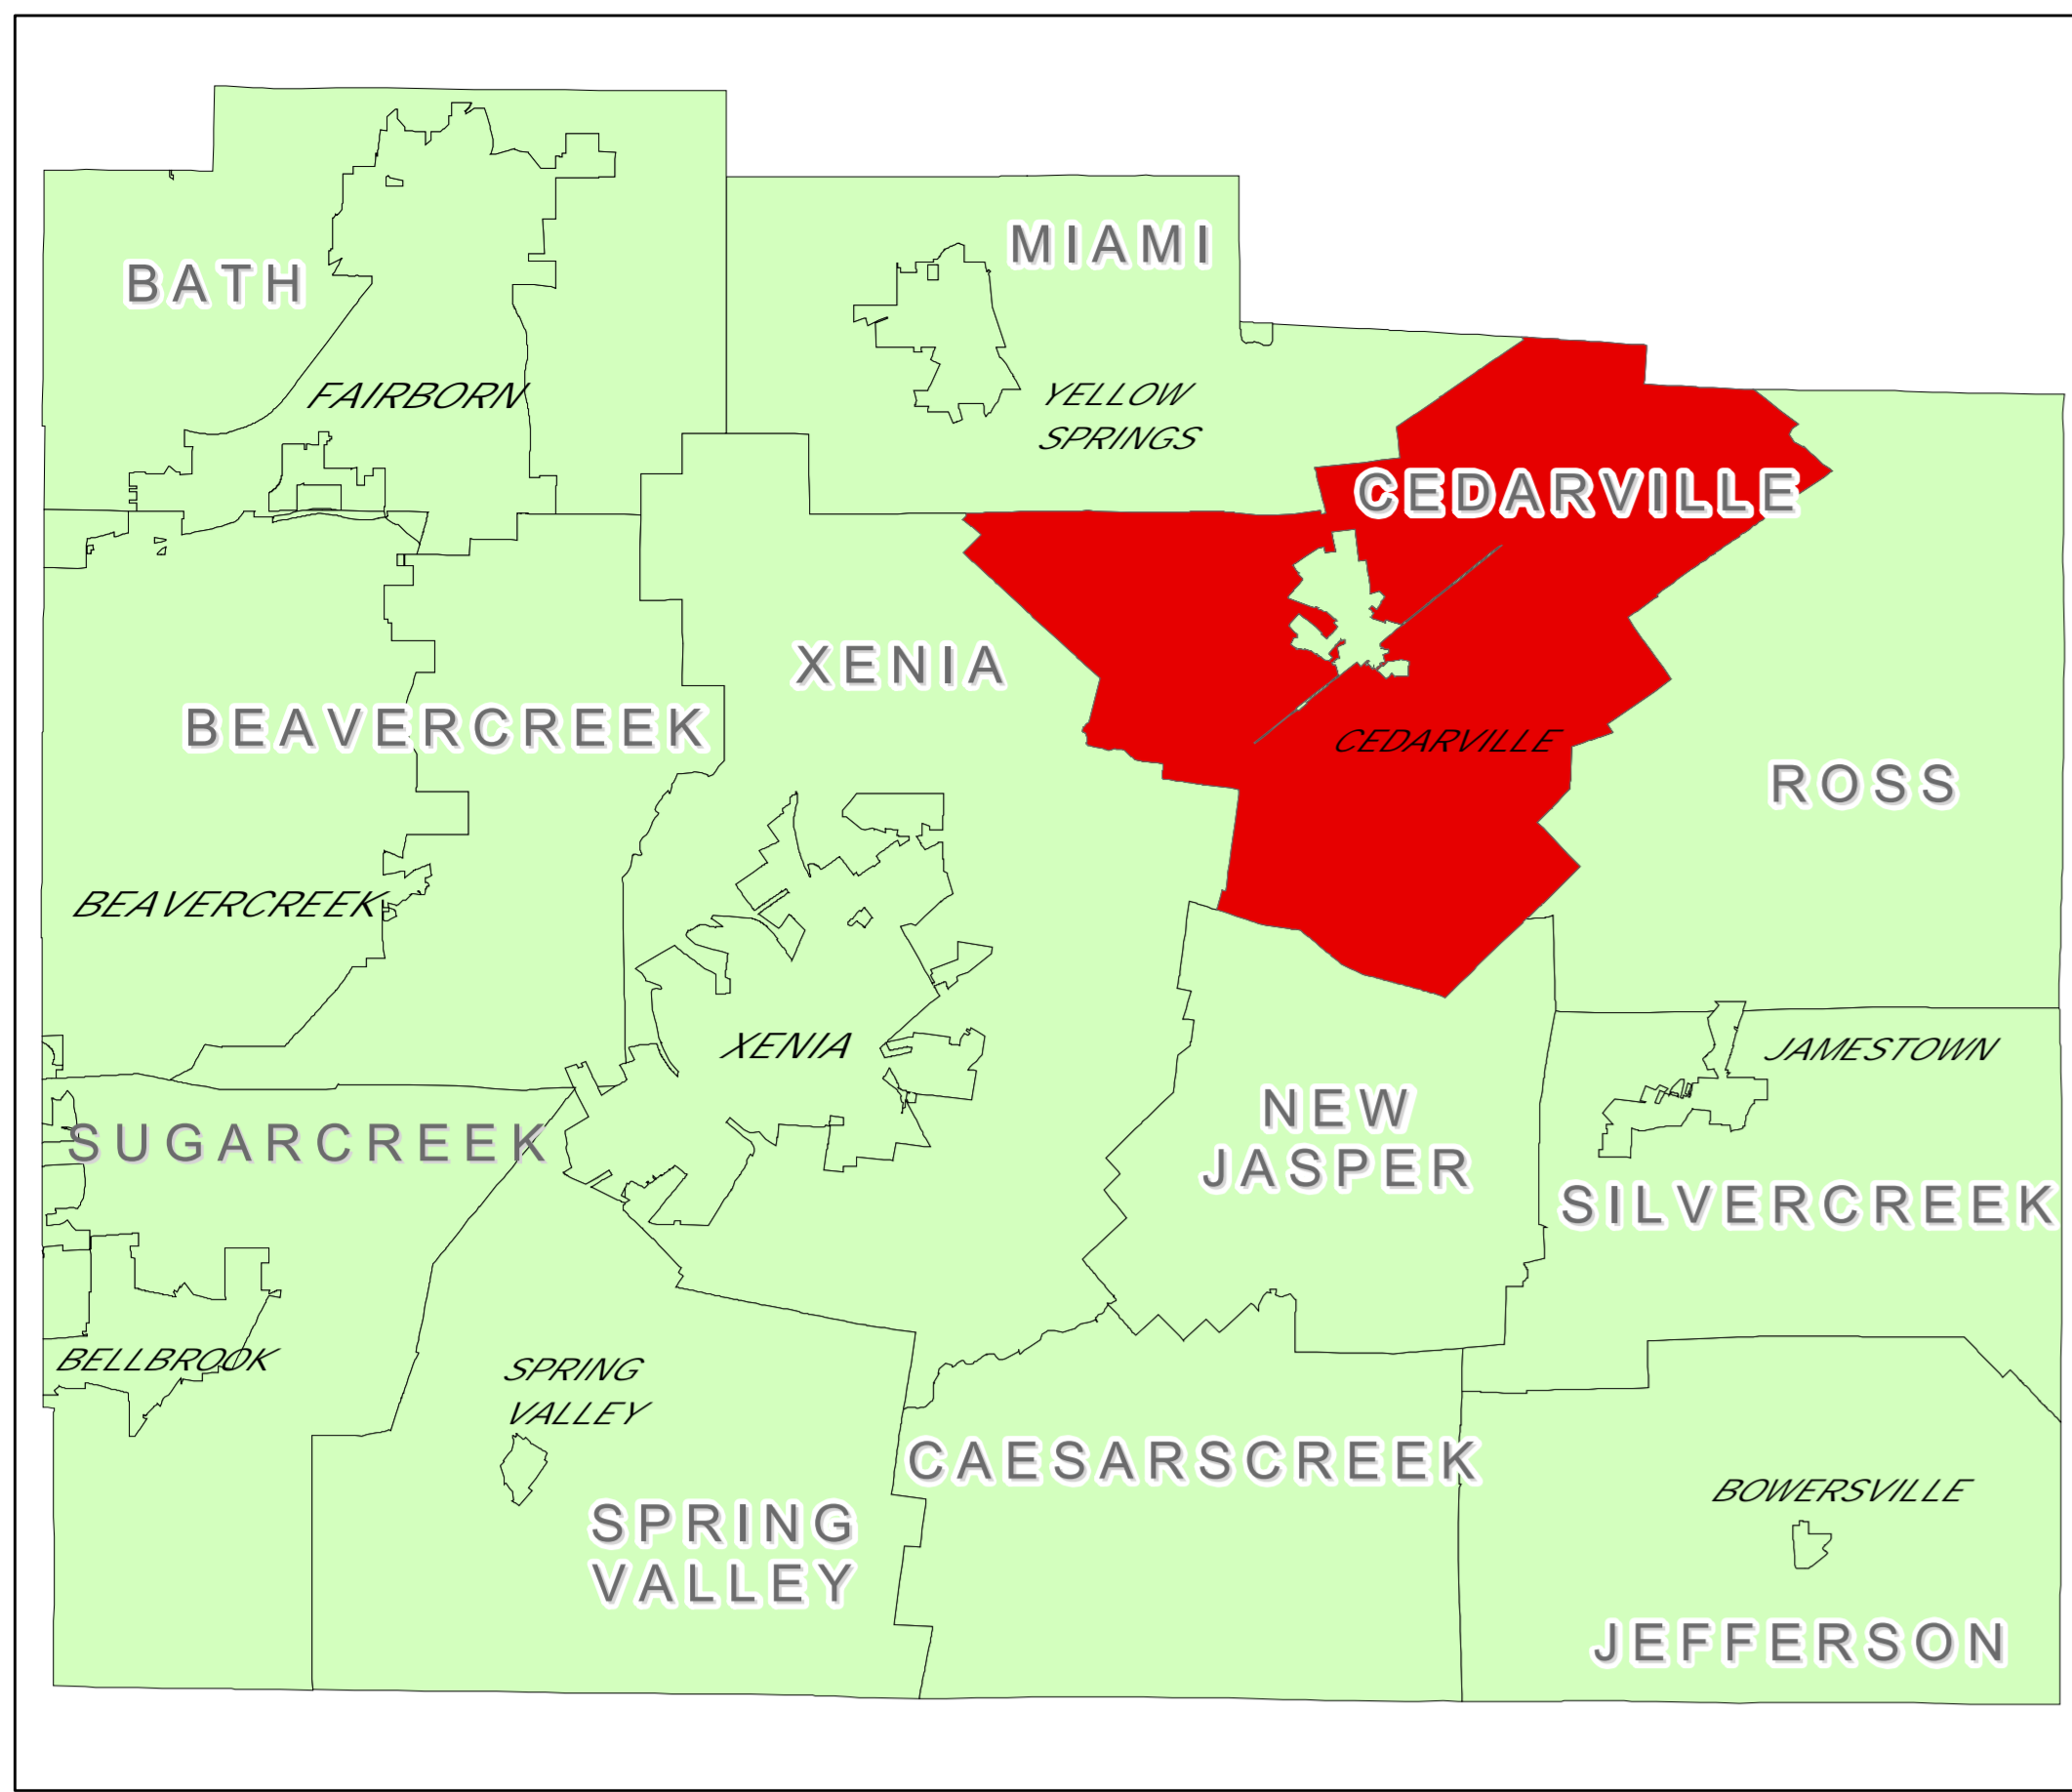 MIAMI
BATH
FAIRBORN
YELLOW
SPRINGS
CEDARVILLE
XENIA
BEAVERCREEK
CEDARVILLE
ROSS
BEAVERCREEK
XENIA
JAMESTOWN
NEW
JASPER
SUGARCREEK
SILVERCREEK
BELLBROOK
SPRING
VALLEY
CAESARSCREEK
BOWERSVILLE
SPRING
VALLEY
JEFFERSON